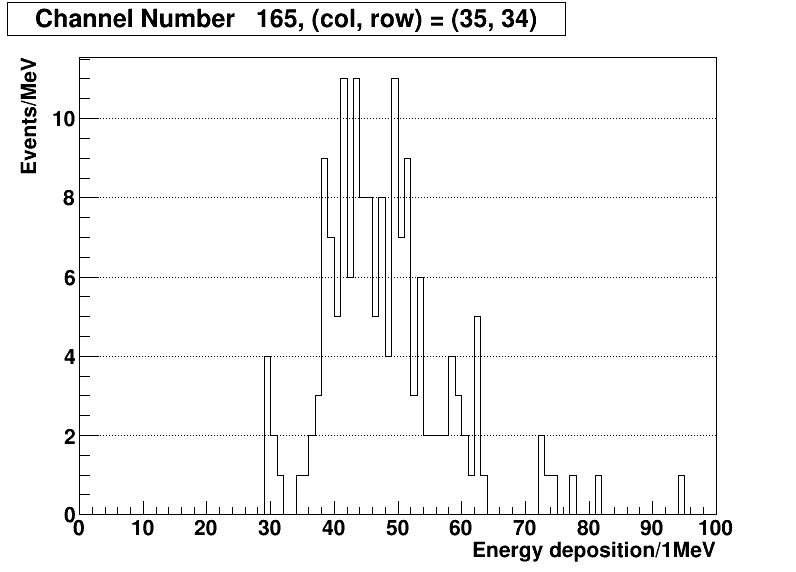 Channel Number   165, (col, row) = (35, 34)
Events/MeV
10
8
6
4
2
0
0 10 20 30 40 50 60 70 80 90 100
Energy deposition/1MeV